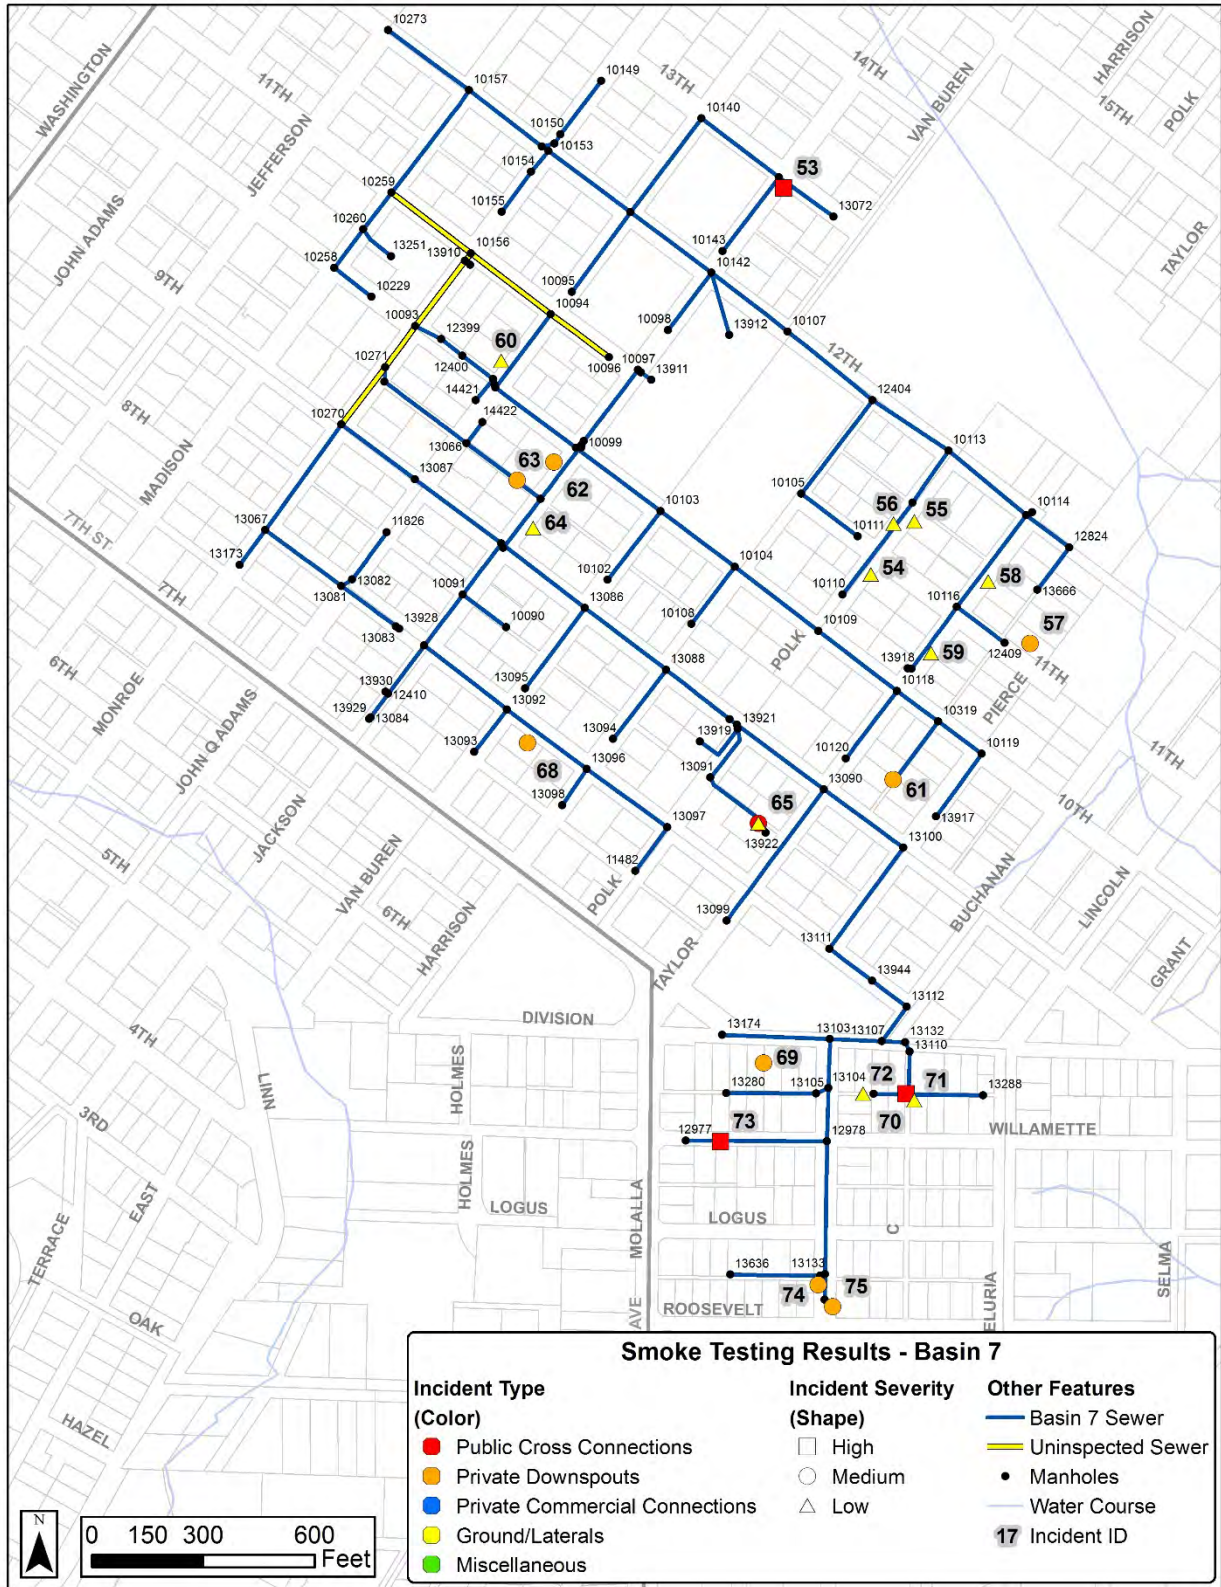 10273
HARRISON
14TH
13TH
WASHINGTON
11TH
10149
10157
VAN BUREN
15TH
POLK
10140
10150
10153
JEFFERSON
53
10154
10155
13072
10259
JOHN ADAMS
10260
13251
10156
13910
10143
TAYLOR
10258
10142
9TH
10229
10095
10094
10093
10098
13912
10107
12399
12TH
60
10271
12400
10096
10097
13911
14421
12404
8TH
10270
14422
10099
10113
13066
MADISON
63
13087
62
10105
10103
10114
56
55
7TH ST
11826
64
10111
12824
13067
7TH
13173
54
58
10102
10104
10110
13666
13082
10091
13081
13086
10116
10108
57
13928
10090
POLK
10109
12409
11TH
13083
59
13918
6TH
MONROE
13088
10118
13930
13095
PIERCE
12410
JOHN Q ADAMS
13092
10319
13929
13084
13921
13094
13919
10119
11TH
13093
10120
68
13096
13091
13090
61
10TH
13098
JACKSON
13097
65
13917
13922
13100
5TH
VAN BUREN
11482
BUCHANAN
LINCOLN
6TH
HARRISON
POLK
13099
TAYLOR
13111
GRANT
13944
13112
4TH
DIVISION
13174
13103
13107
13132
13110
69
LINN
HOLMES
13280
13105
13104
72
71
13288
3RD
70
73
12977
12978
WILLAMETTE
HOLMES
EAST
LOGUS
MOLALLA
LOGUS
C
TERRACE
SELMA
13636
13133
75
74
ROOSEVELT
AVE
ELURIA
OAK
HAZEL
Smoke Testing Results - Basin 7
Incident Type
(Color)
Public Cross Connections
Private Downspouts
Private Commercial Connections
Ground/Laterals
Miscellaneous
Incident Severity
(Shape)
High
Medium
Low
Other Features
Basin 7 Sewer
Uninspected Sewer
Manholes
Water Course
17 Incident ID
N
0 150 300 600
Feet